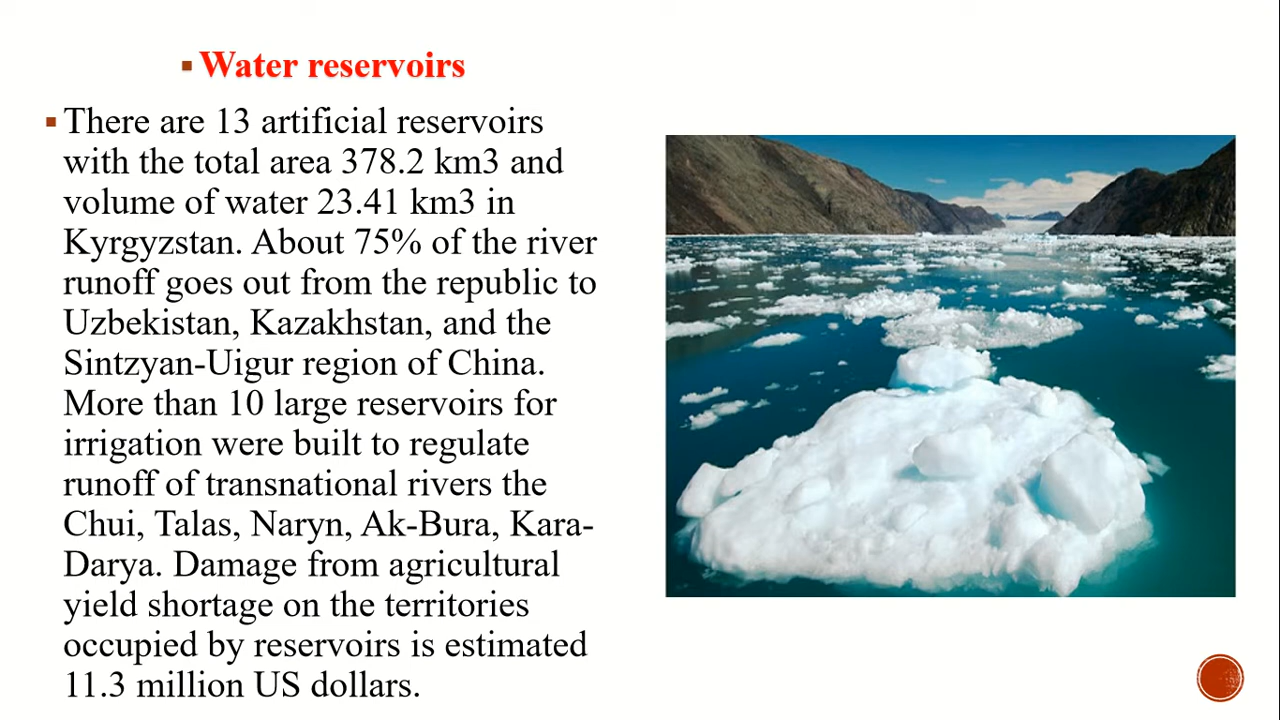 Water reservoirs
There are 13 artificial reservoirs
with the total area 378.2 km3 and
volume of water 23.41 km3 in
Kyrgyzstan. About 75% of the river
runoff goes out from the republic to
Uzbekistan, Kazakhstan, and the
Sintzyan-Uigur region of China.
More than 10 large reservoirs for
irrigation were built to regulate
runoff of transnational rivers the
Chui, Talas, Naryn, Ak-Bura, Kara-
Darya. Damage from agricultural
yield shortage on the territories
occupied by reservoirs is estimated
11.3 million US dollars.